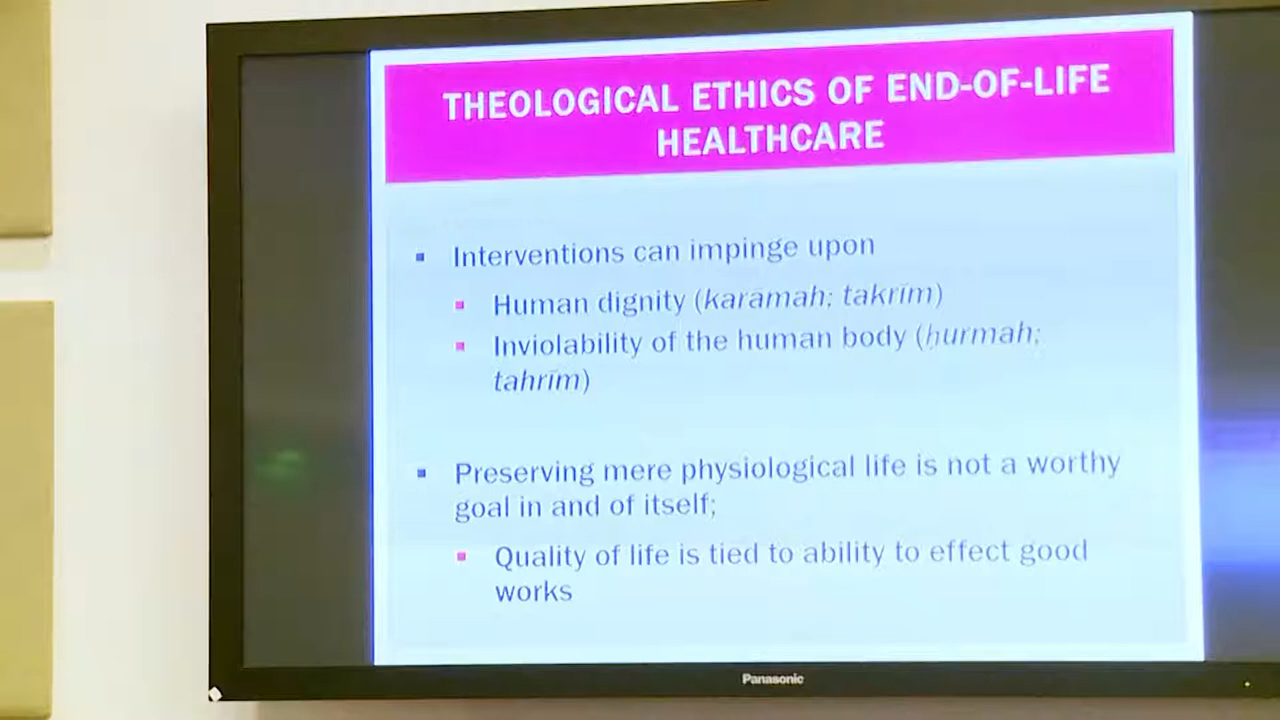 THEOLOGICAL ETHICS OF END-OF-LIFE
HEALTHCARE
▪ Interventions can impinge upon
▪ Human dignity (karāmah; takrīm)
▪ Inviolability of the human body (ḥurmah;
tahrīm)
▪ Preserving mere physiological life is not a worthy
goal in and of itself;
▪ Quality of life is tied to ability to effect good
works
Panasonic